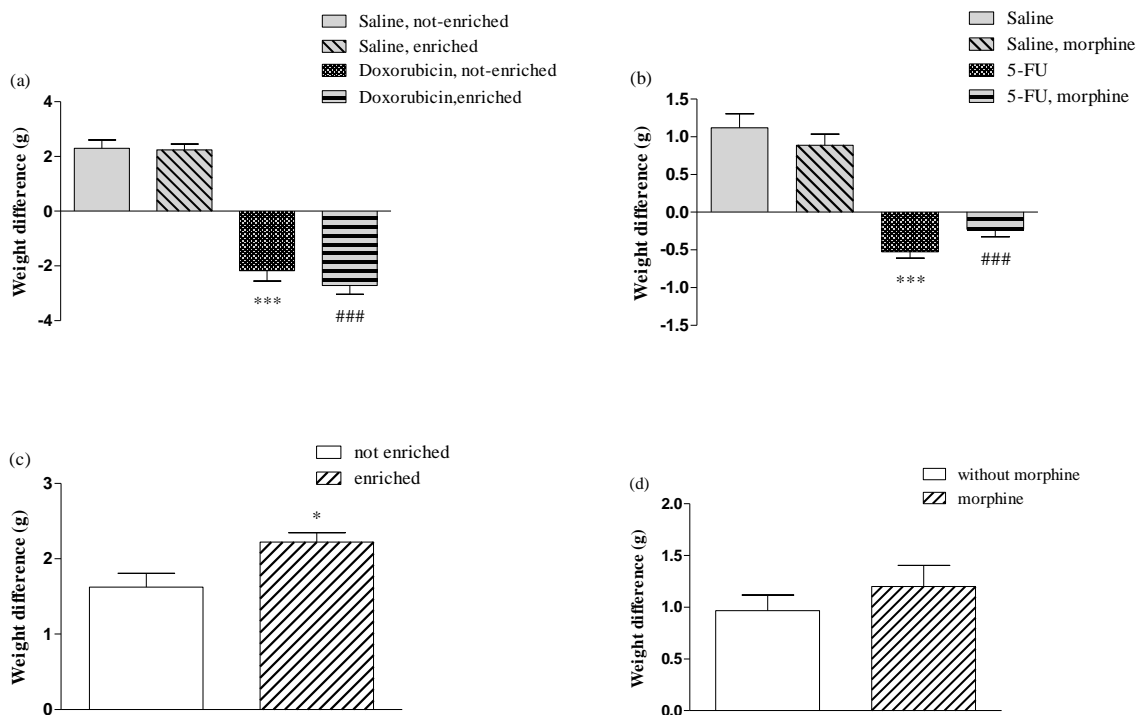 (a)
Saline, not-enriched
Saline, enriched
Doxorubicin, not-enriched
Doxorubicin,enriched
Weight difference (g)
4
2
0
-2
-4
***
###
(b)
Saline
Saline, morphine
5-FU
5-FU, morphine
Weight difference (g)
1.5
1.0
0.5
0.0
-0.5
-1.0
-1.5
***
###
(c)
not enriched
enriched
Weight difference (g)
3
2
1
0
*
(d)
without morphine
morphine
Weight difference (g)
2.0
1.5
1.0
0.5
0.0